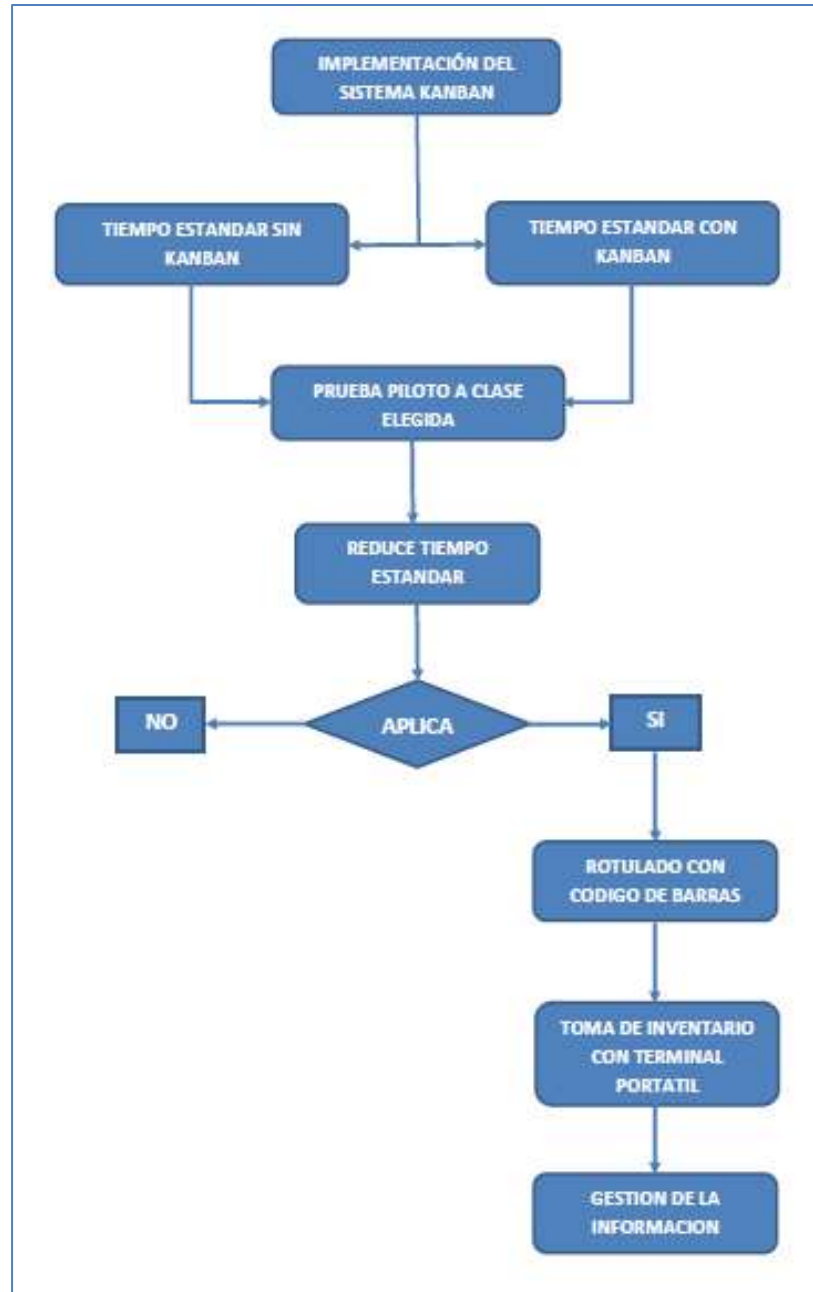 IMPLEMENTACIÓN DEL
SISTEMA KANBAN
TIEMPO ESTANDAR SIN
KANBAN
TIEMPO ESTANDAR CON
KANBAN
PRUEBA PILOTO A CLASE
ELEGIDA
REDUCE TIEMPO
ESTANDAR
NO
APLICA
SI
ROTULADO CON
CODIGO DE BARRAS
TOMA DE INVENTARIO
CON TERMINAL
PORTATIL
GESTION DE LA
INFORMACION